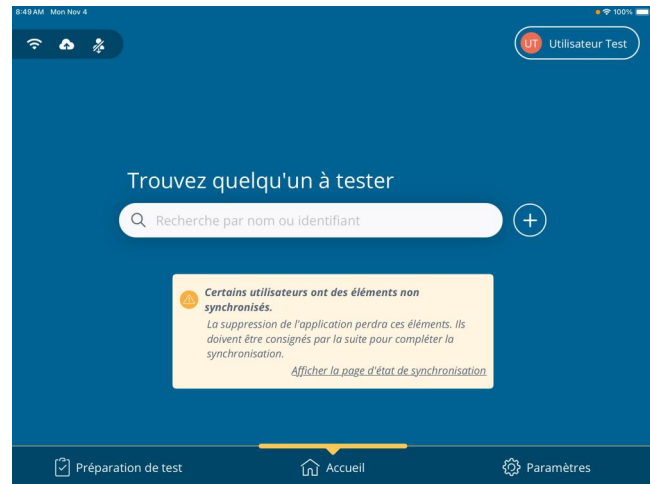 8:49 AM Mon Nov 4
100%
UT Utilisateur Test
Trouvez quelqu'un à tester
Recherche par nom ou identifiant
Certains utilisateurs ont des éléments non
synchronisés.
La suppression de l'application perdra ces éléments. Ils
doivent être consignés par la suite pour compléter la
synchronisation.
Afficher la page d'état de synchronisation
Préparation de test
Accueil
Paramètres